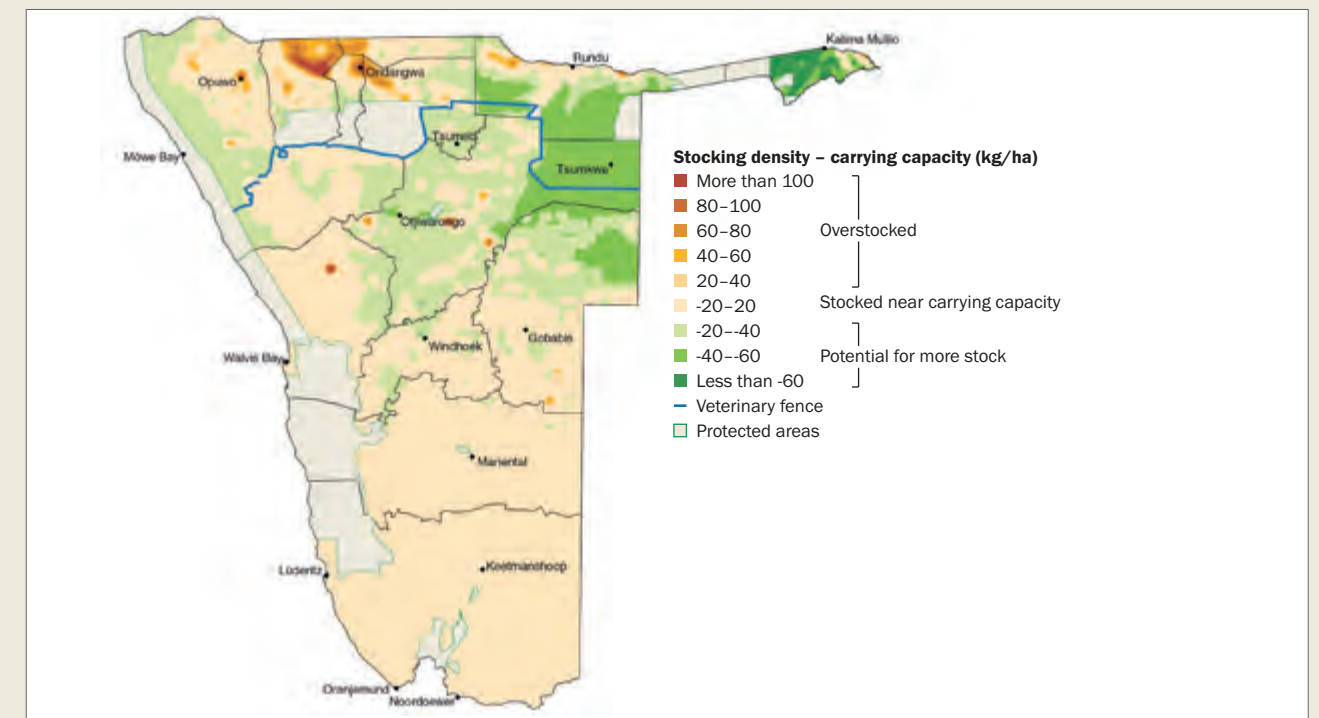 Katima Mulilo
Rundu
Ondangwa
Opuwo
Tsumeb
Möwe Bay
Tsumkwe
Otjiwarongo
Gobabis
Windhoek
Walvis Bay
Mariental
Keetmanshoop
Lüderitz
Oranjemund
Noordoewer
Stocking density – carrying capacity (kg/ha)
More than 100
80–100
60–80
Overstocked
40–60
20–40
-20–20
Stocked near carrying capacity
-20–-40
-40–-60
Potential for more stock
Less than -60
Veterinary fence
Protected areas